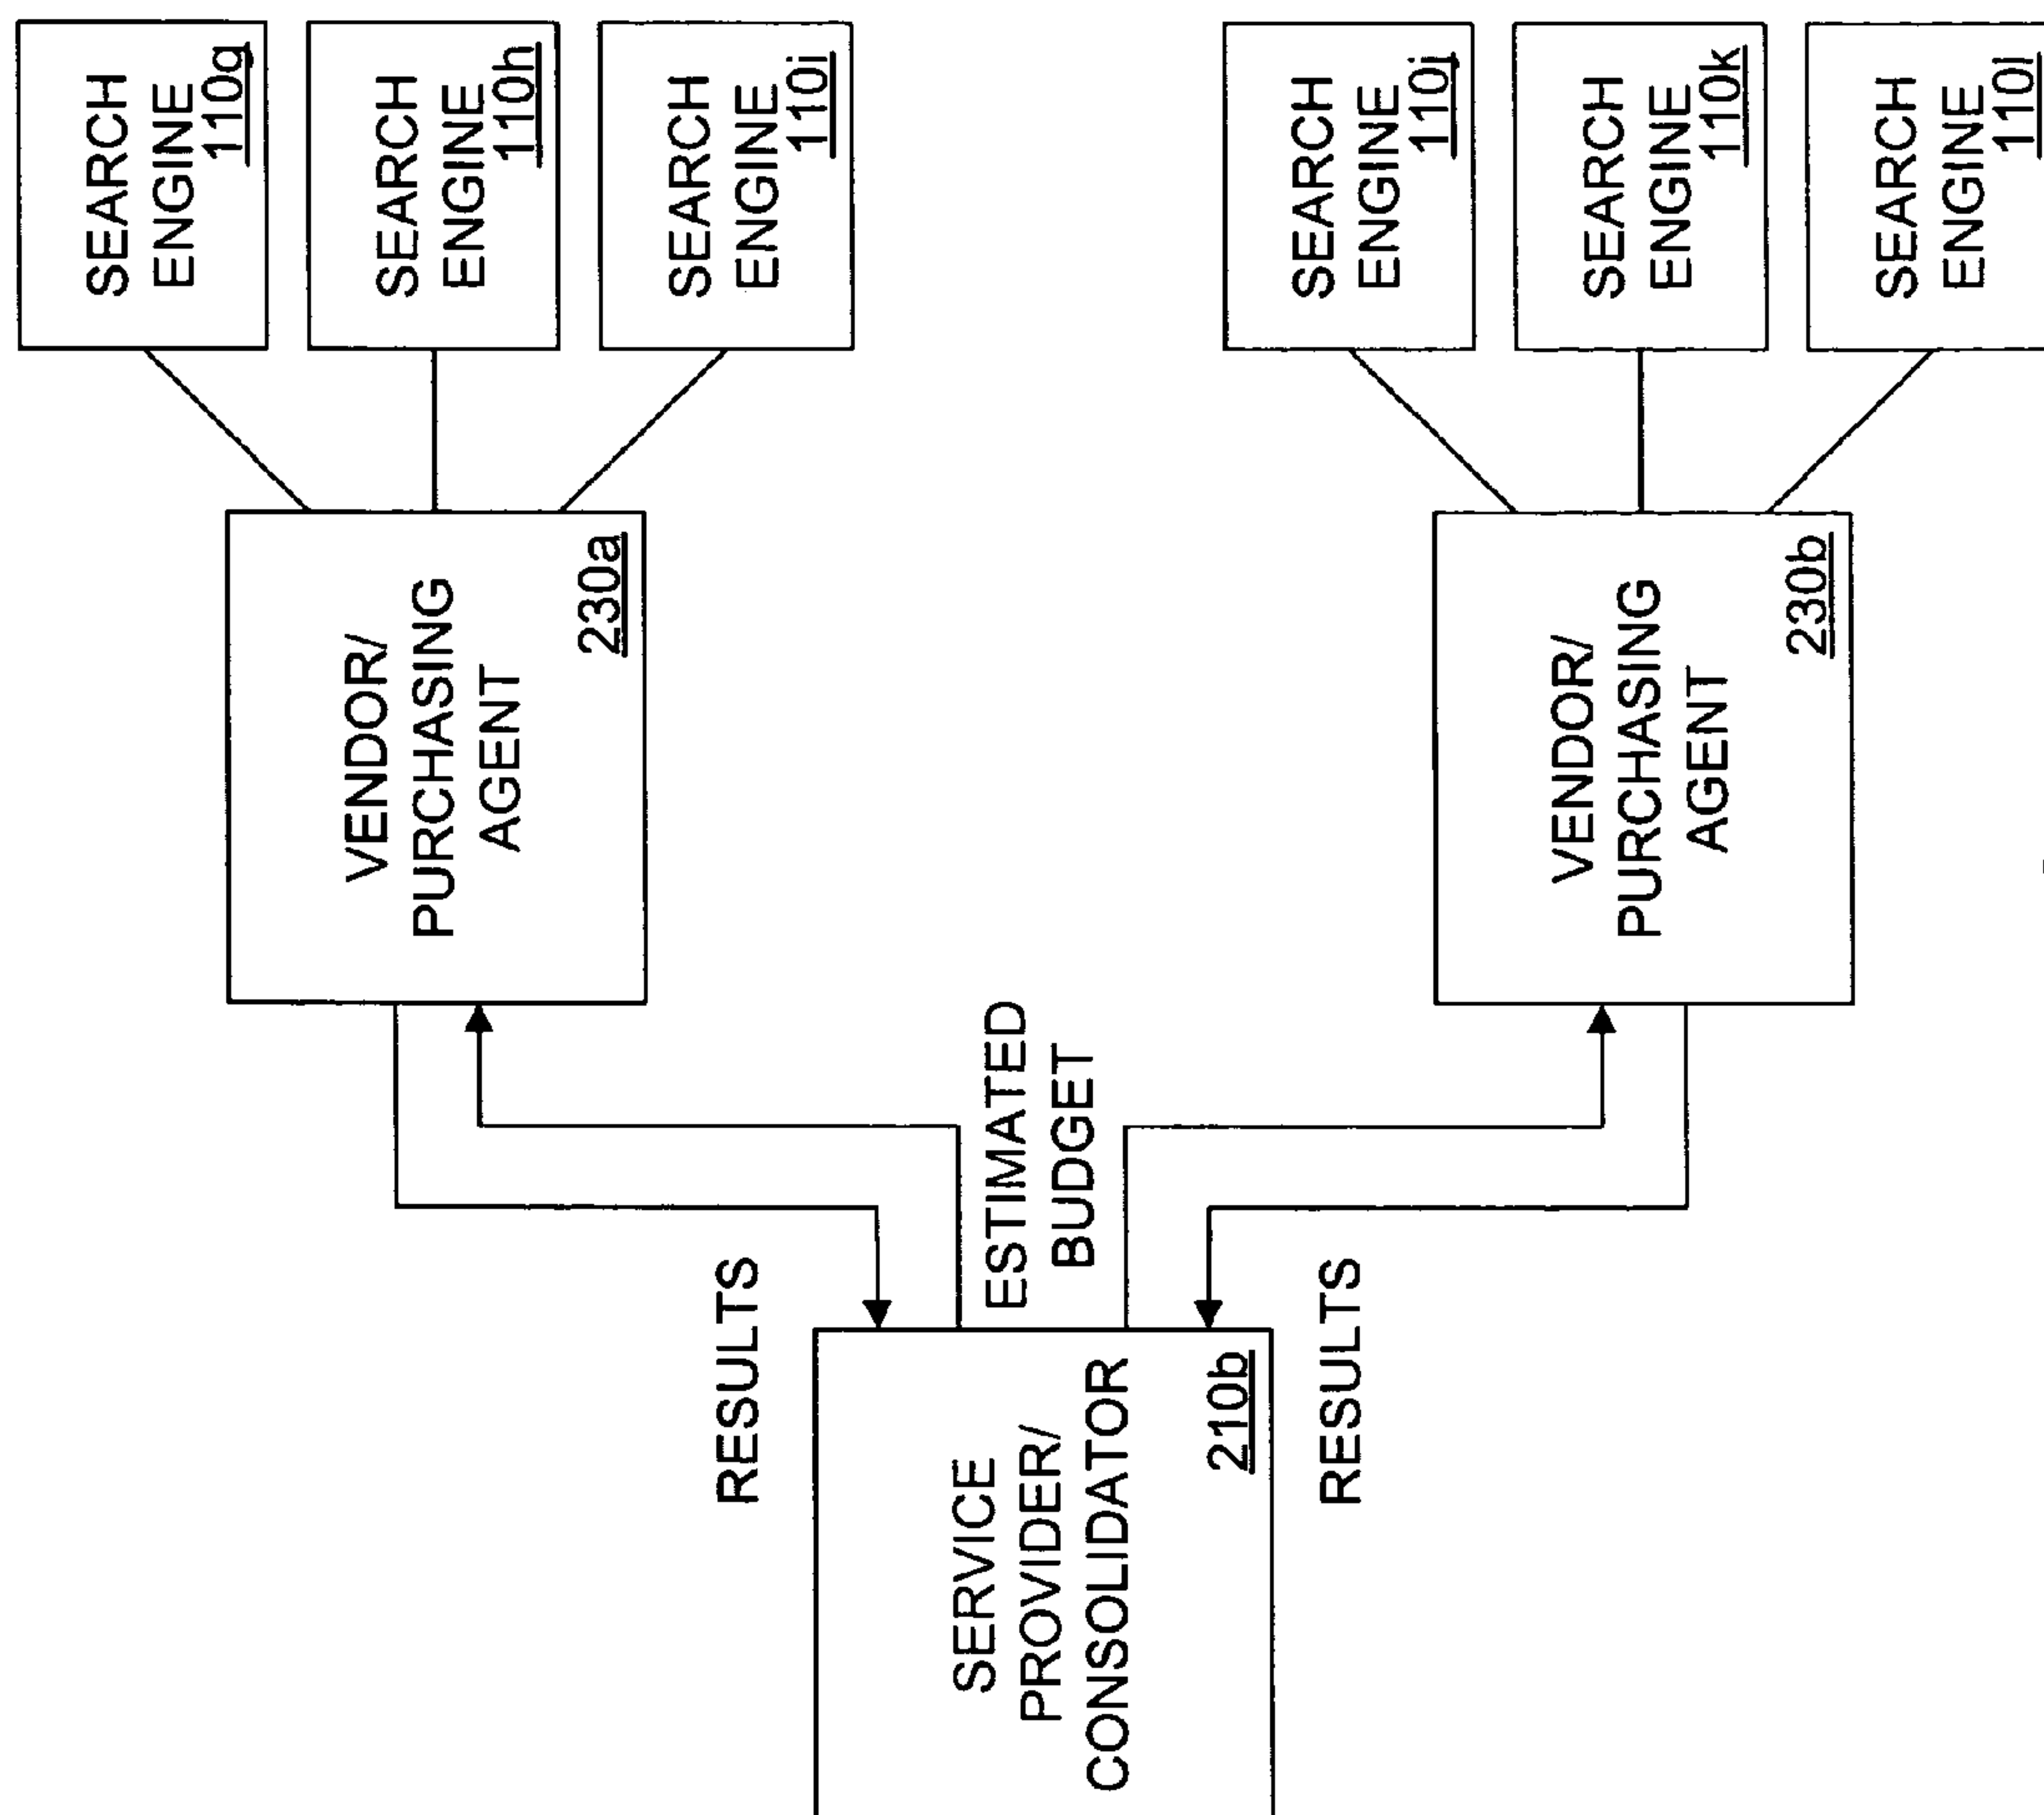 SEARCH
ENGINE
110g
SEARCH
ENGINE
110h
SEARCH
ENGINE
110i
VENDOR/
PURCHASING
AGENT
230a
RESULTS
ESTIMATED
BUDGET
SERVICE
PROVIDER/
CONSOLIDATOR
210b
RESULTS
VENDOR/
PURCHASING
AGENT
230b
SEARCH
ENGINE
110j
SEARCH
ENGINE
110k
SEARCH
ENGINE
110l